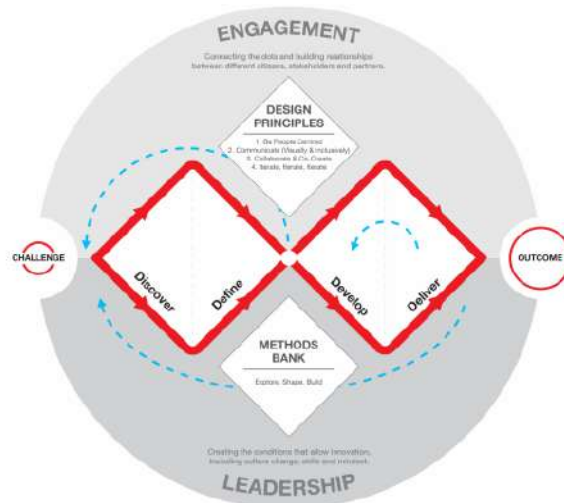 ENGAGEMENT
Connecting the dots and building relationships
between different citizens, stakeholders and partners.
DESIGN
PRINCIPLES
1. Be People Centred
2. Communicate (Visually & Inclusively)
3. Collaborate & Co-Create
4. Iterate, Iterate, Iterate
CHALLENGE
OUTCOME
Discover
Define
Develop
Deliver
METHODS
BANK
Explore, Shape, Build
Creating the conditions that allow innovation,
including culture change, skills and mindset.
LEADERSHIP